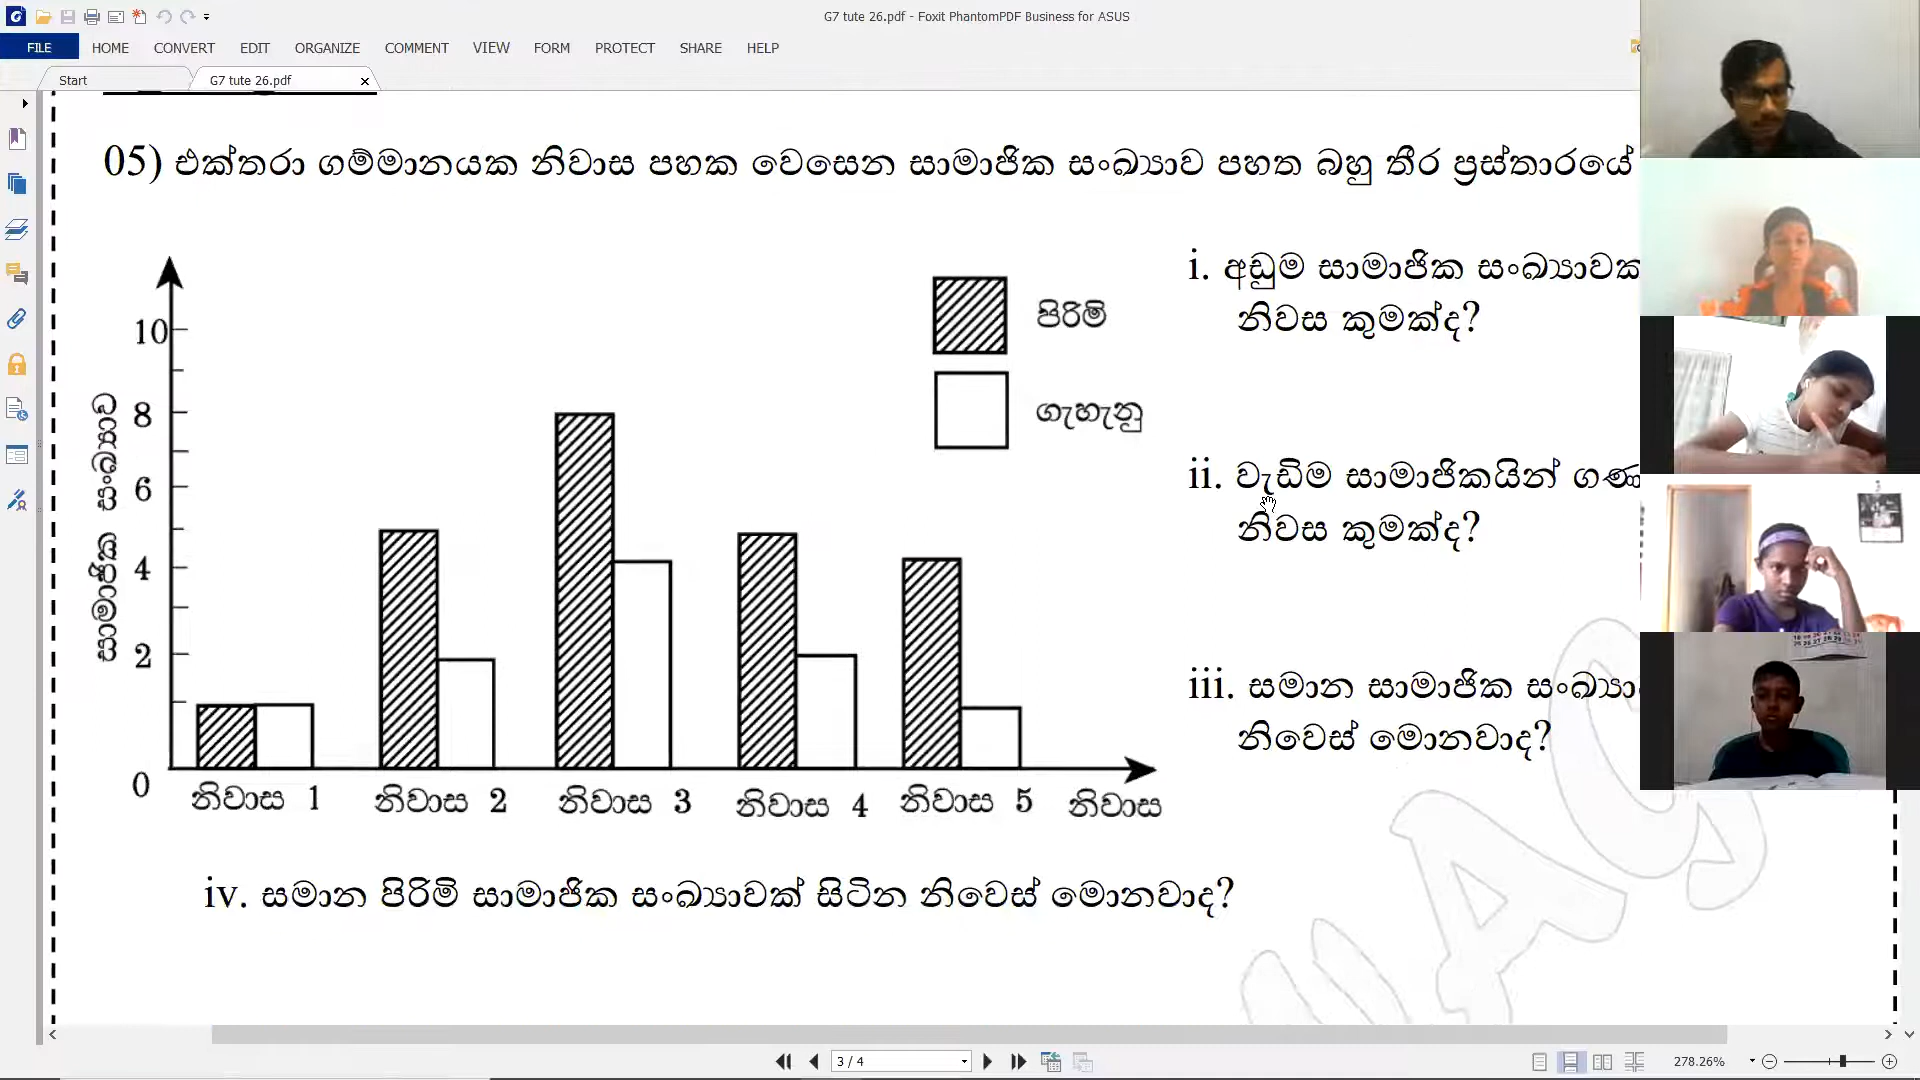 G7 tute 26.pdf - Foxit PhantomPDF Business for ASUS
FILE HOME CONVERT EDIT ORGANIZE COMMENT VIEW FORM PROTECT SHARE HELP
Start G7 tute 26.pdf
05) එක්තරා ගම්මානයක නිවාස පහක වෙසෙන සාමාජික සංඛ්‍යාව පහත බහු තීර ප්‍රස්තාරයේ
i. අඩුම සාමාජික සංඛ්‍යාවක
නිවස කුමක්ද?
ii. වැඩිම සාමාජිකයින් ගණ
නිවස කුමක්ද?
iii. සමාන සාමාජික සංඛ්‍යා
නිවෙස් මොනවාද?
පිරිමි
ගැහැනු
සාමාජික සංඛ්‍යාව
10
8
6
4
2
0
නිවාස 1 නිවාස 2 නිවාස 3 නිවාස 4 නිවාස 5 නිවාස
iv. සමාන පිරිමි සාමාජික සංඛ්‍යාවක් සිටින නිවෙස් මොනවාද?
3 / 4
278.26%